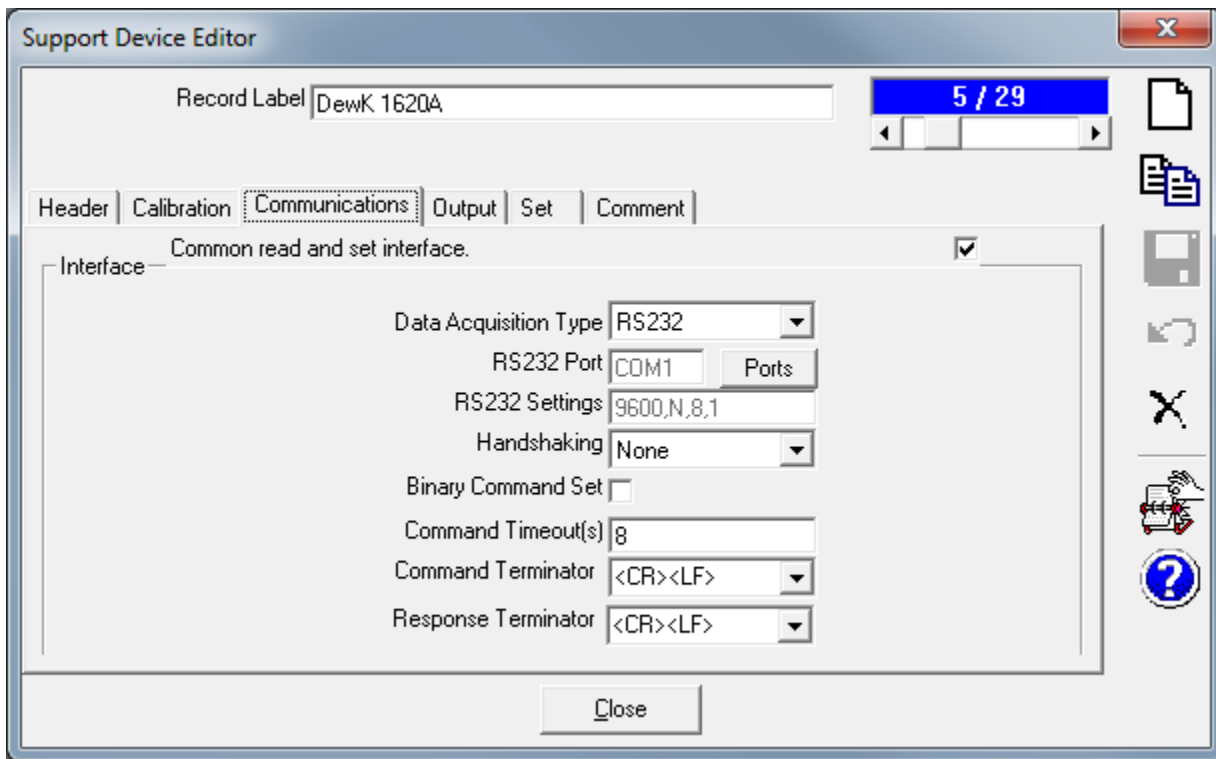 Support Device Editor
Record Label DewK 1620A
5 / 29
Header Calibration Communications Output Set Comment
Common read and set interface.
Interface
Data Acquisition Type RS232
RS232 Port COM1 Ports
RS232 Settings 9600,N,8,1
Handshaking None
Binary Command Set
Command Timeout(s) 8
Command Terminator <CR><LF>
Response Terminator <CR><LF>
Close